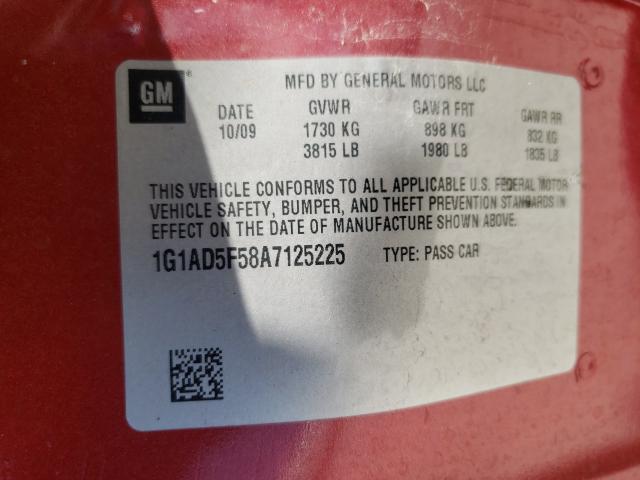 GM ®
MFD BY GENERAL MOTORS LLC
DATE GVWR GAWR FRT GAWR RR
10/09 1730 KG 898 KG 832 KG
3815 LB 1980 LB 1835 LB
THIS VEHICLE CONFORMS TO ALL APPLICABLE U.S. FEDERAL MOTOR
VEHICLE SAFETY, BUMPER, AND THEFT PREVENTION STANDARDS IN
EFFECT ON THE DATE OF MANUFACTURE SHOWN ABOVE.
1G1AD5F58A7125225 TYPE: PASS CAR